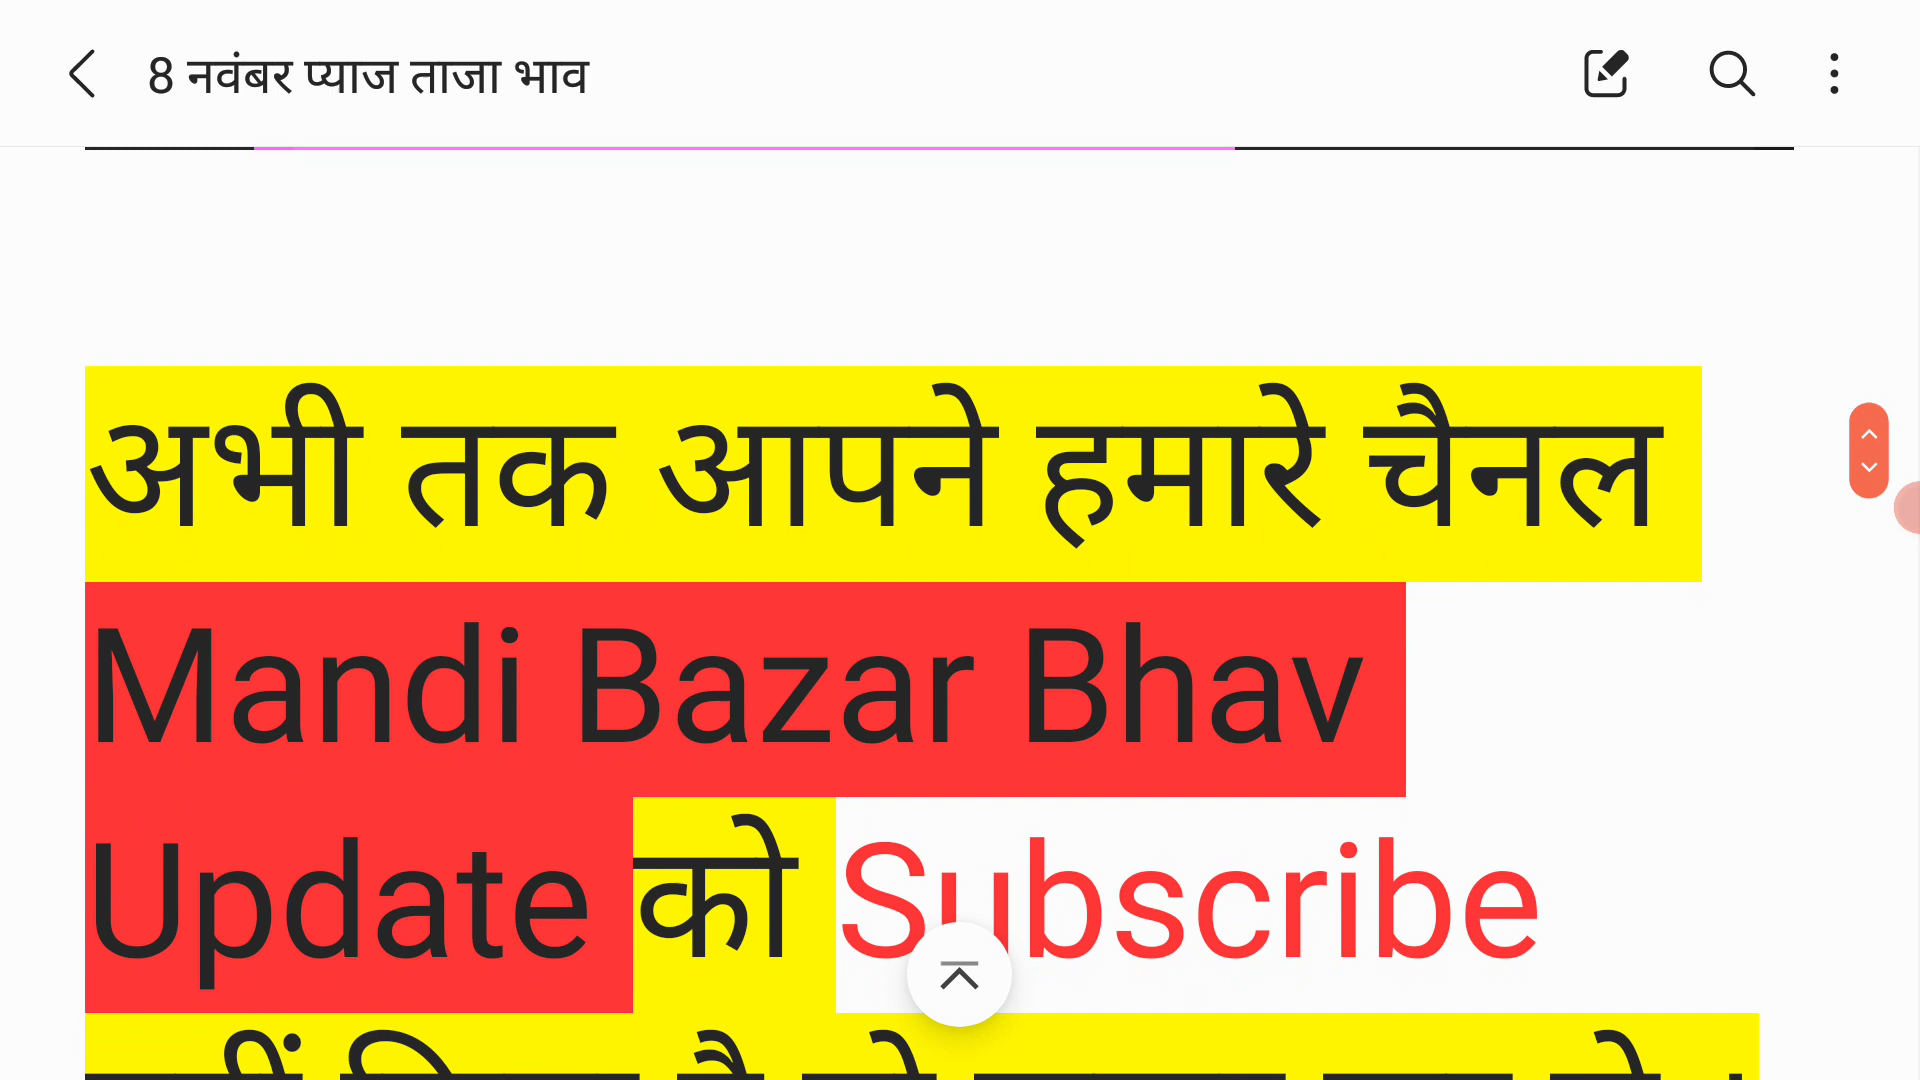 8 नवंबर प्याज ताजा भाव
अभी तक आपने हमारे चैनल
Mandi Bazar Bhav
Update को Subscribe